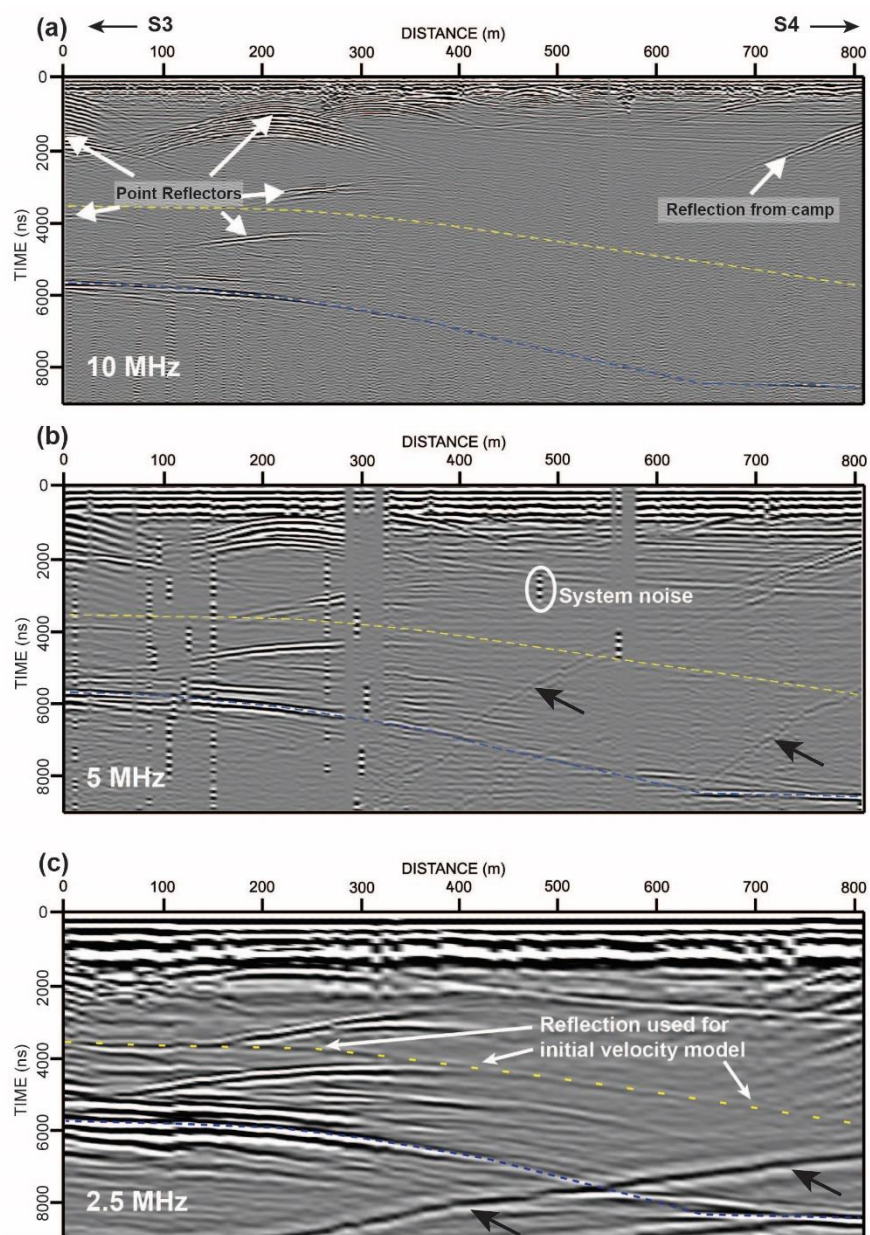 (a)
S3
DISTANCE (m)
S4
0 100 200 300 400 500 600 700 800
TIME (ns)
0
2000
4000
6000
8000
Point Reflectors
Reflection from camp
10 MHz
(b)
DISTANCE (m)
0 100 200 300 400 500 600 700 800
TIME (ns)
0
2000
4000
6000
8000
System noise
5 MHz
(c)
DISTANCE (m)
0 100 200 300 400 500 600 700 800
TIME (ns)
0
2000
4000
6000
8000
Reflection used for
initial velocity model
2.5 MHz